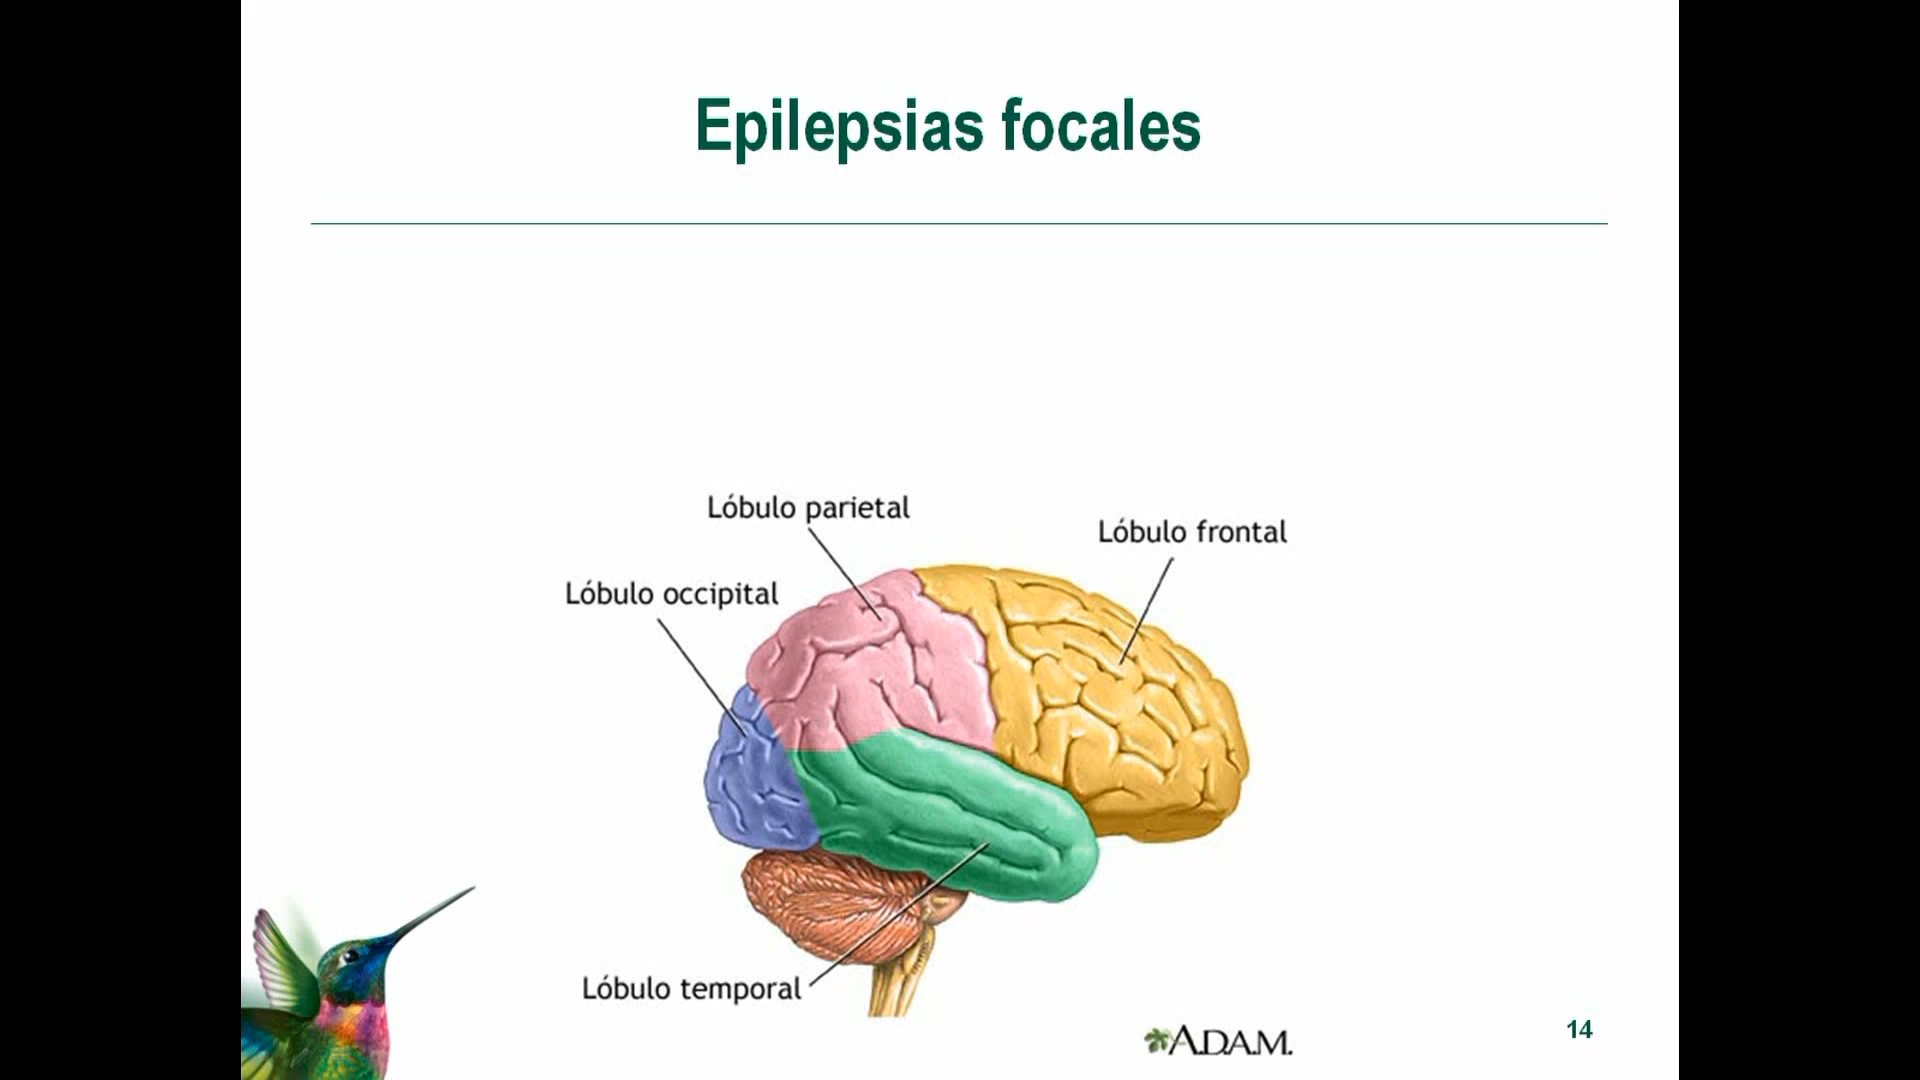 Epilepsias focales
Lóbulo parietal
Lóbulo frontal
Lóbulo occipital
Lóbulo temporal
A.D.A.M.
14